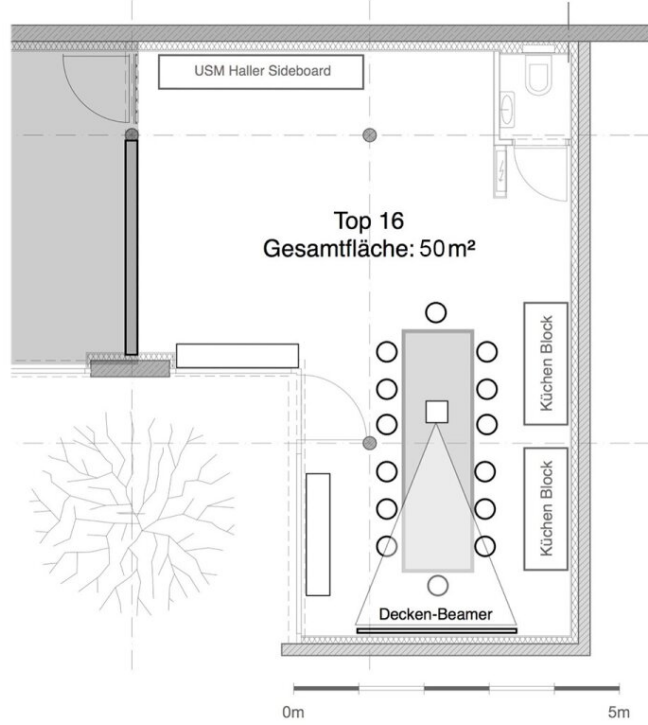 USM Haller Sideboard
Top 16
Gesamtfläche: 50 m²
Küchen Block
Küchen Block
Decken-Beamer
0m
5m